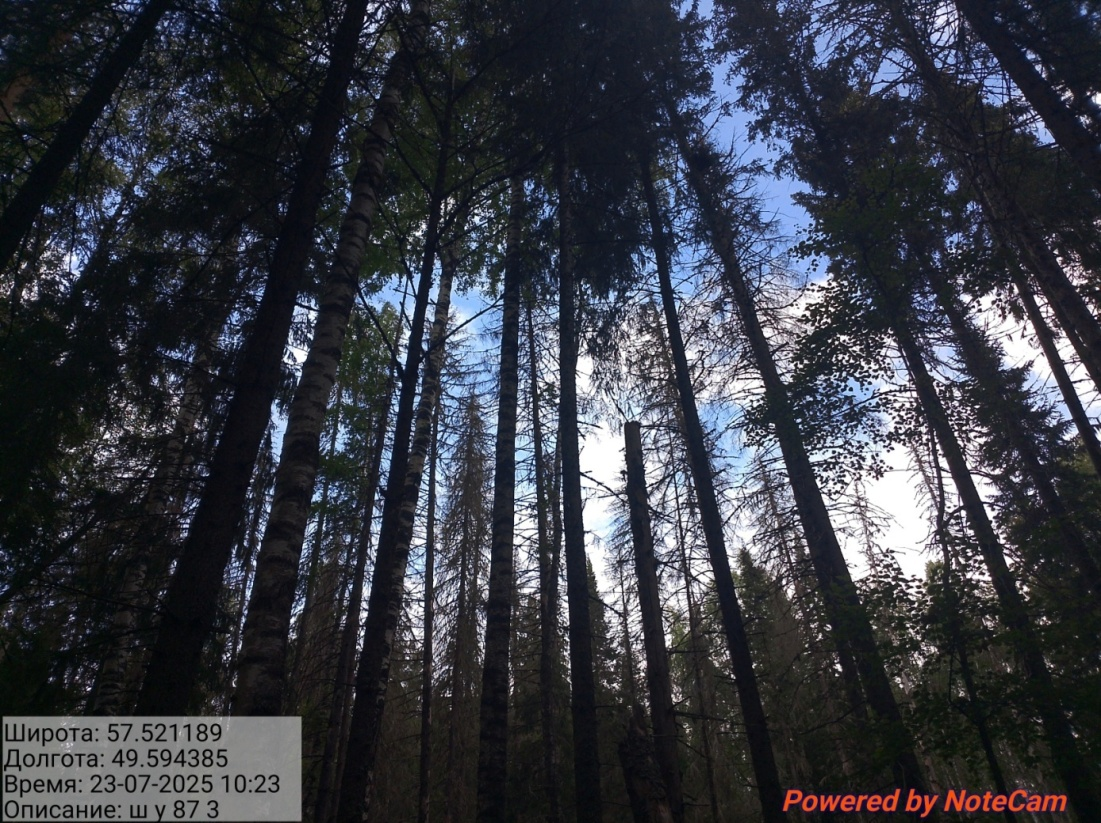 Широта: 57.521189
Долгота: 49.594385
Время: 23-07-2025 10:23
Описание: ш у 87 3
Powered by NoteCam